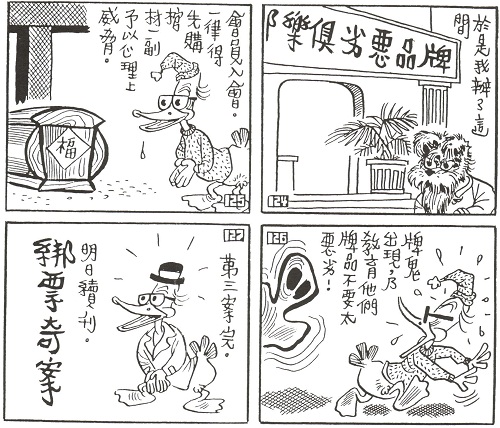 於是我辦了這
間
牌品惡劣俱樂
124
會員入會。
一律得
先購棺
材一副
予以心理上
威脅。
福
125
126
牌鬼
出現，乃
教育他們
牌品不要太
惡劣！
127
第三案完。
明日續刊。
綁票奇案